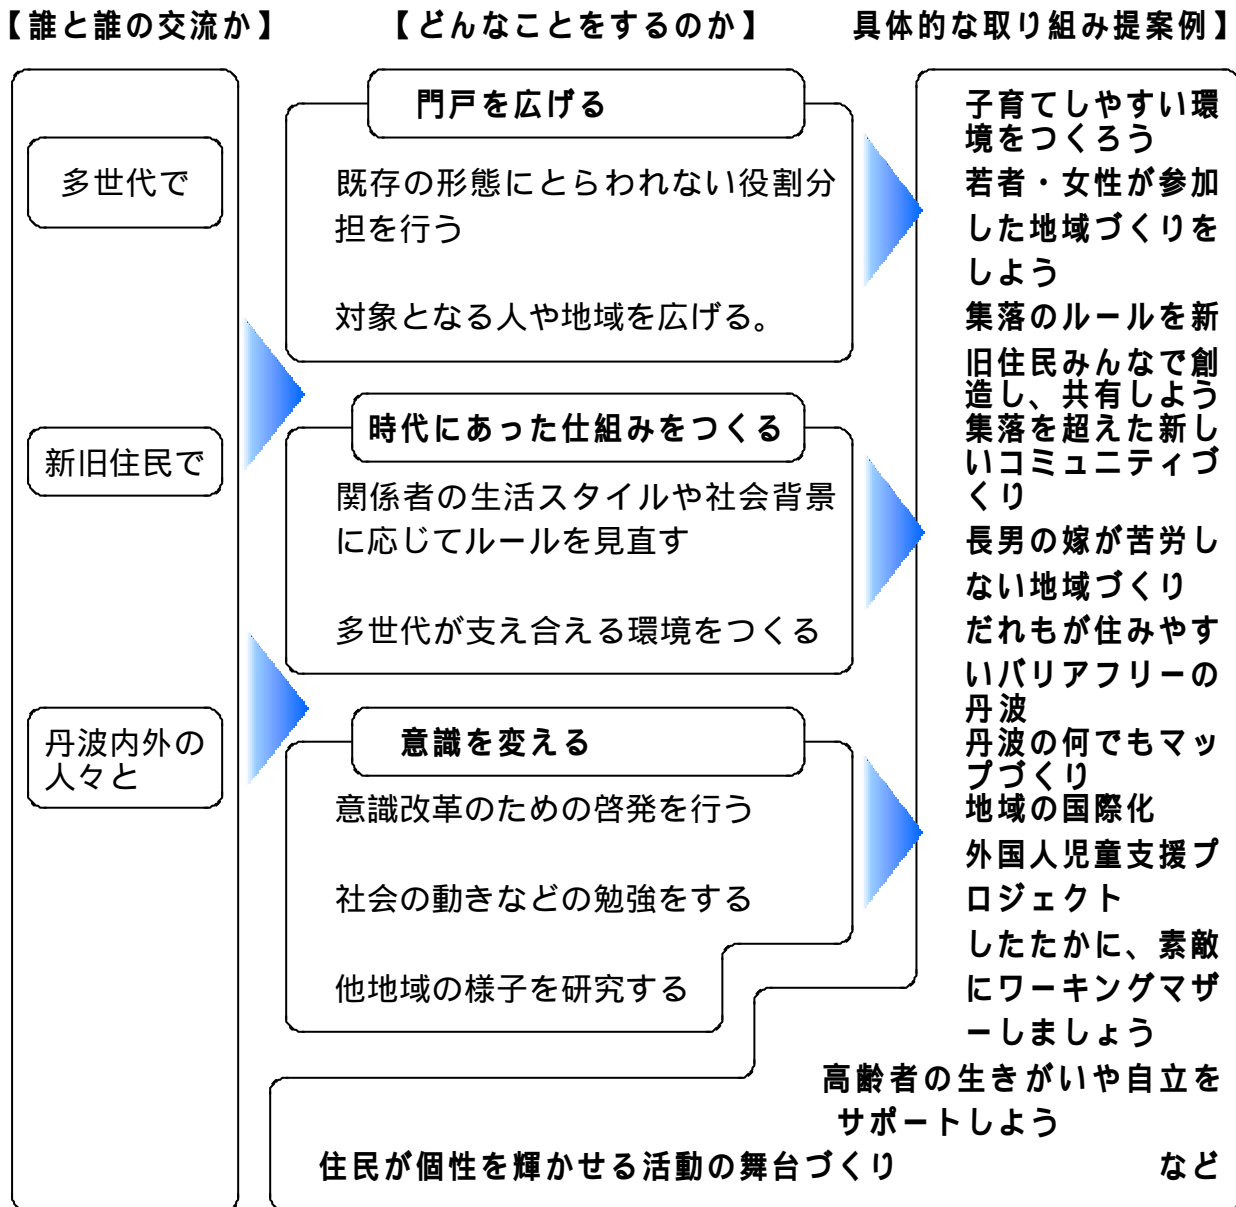 【誰と誰の交流か】
【どんなことをするのか】
具体的な取り組み提案例】
多世代で
新旧住民で
丹波内外の
人々と
門戸を広げる
既存の形態にとらわれない役割分
担を行う
対象となる人や地域を広げる。
時代にあった仕組みをつくる
関係者の生活スタイルや社会背景
に応じてルールを見直す
多世代が支え合える環境をつくる
意識を変える
意識改革のための啓発を行う
社会の動きなどの勉強をする
他地域の様子を研究する
子育てしやすい環
境をつくろう
若者・女性が参加
した地域づくりを
しよう
集落のルールを新
旧住民みんなで創
造し、共有しよう
集落を超えた新し
いコミュニティづ
くり
長男の嫁が苦労し
ない地域づくり
だれもが住みやす
いバリアフリーの
丹波
丹波の何でもマッ
プづくり
地域の国際化
外国人児童支援プ
ロジェクト
したたかに、素敵
にワーキングマザ
ーしましょう
高齢者の生きがいや自立を
サポートしよう
住民が個性を輝かせる活動の舞台づくり
など